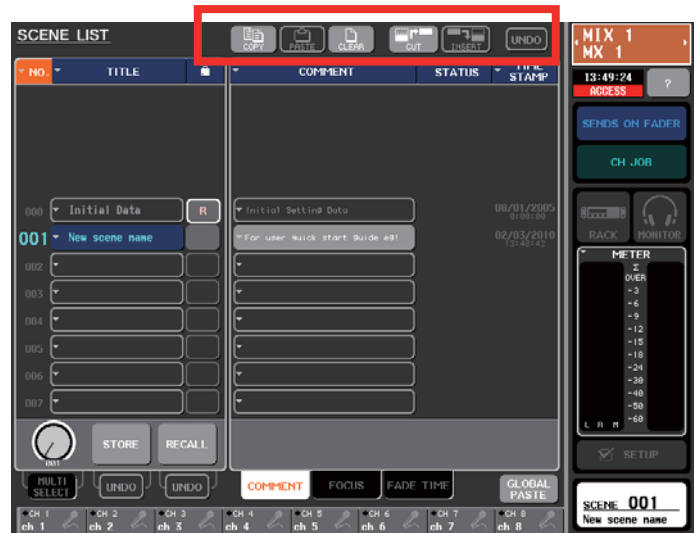 SCENE LIST
COPY PASTE CLEAR CUT INSERT UNDO
MIX 1
MX 1
NO. TITLE COMMENT STATUS TIME STAMP
13:49:24
ACCESS
?
SENDS ON FADER
CH JOB
000 Initial Data R Initial Setting Data 08/01/2005
0:00:00
001 New scene name 02/03/2010
13:48:42
RACK MONITOR
002
003
004
005
006
007
METER
Σ
OVER
-3
-6
-9
-12
-15
-18
-24
-30
-40
-50
-60
L R M
001
STORE RECALL
SETUP
MULTI SELECT UNDO UNDO COMMENT FOCUS FADE TIME GLOBAL PASTE
SCENE 001
New scene name
CH 1 CH 2 CH 3 CH 4 CH 5 CH 6 CH 7 CH 8
ch 1 ch 2 ch 3 ch 4 ch 5 ch 6 ch 7 ch 8